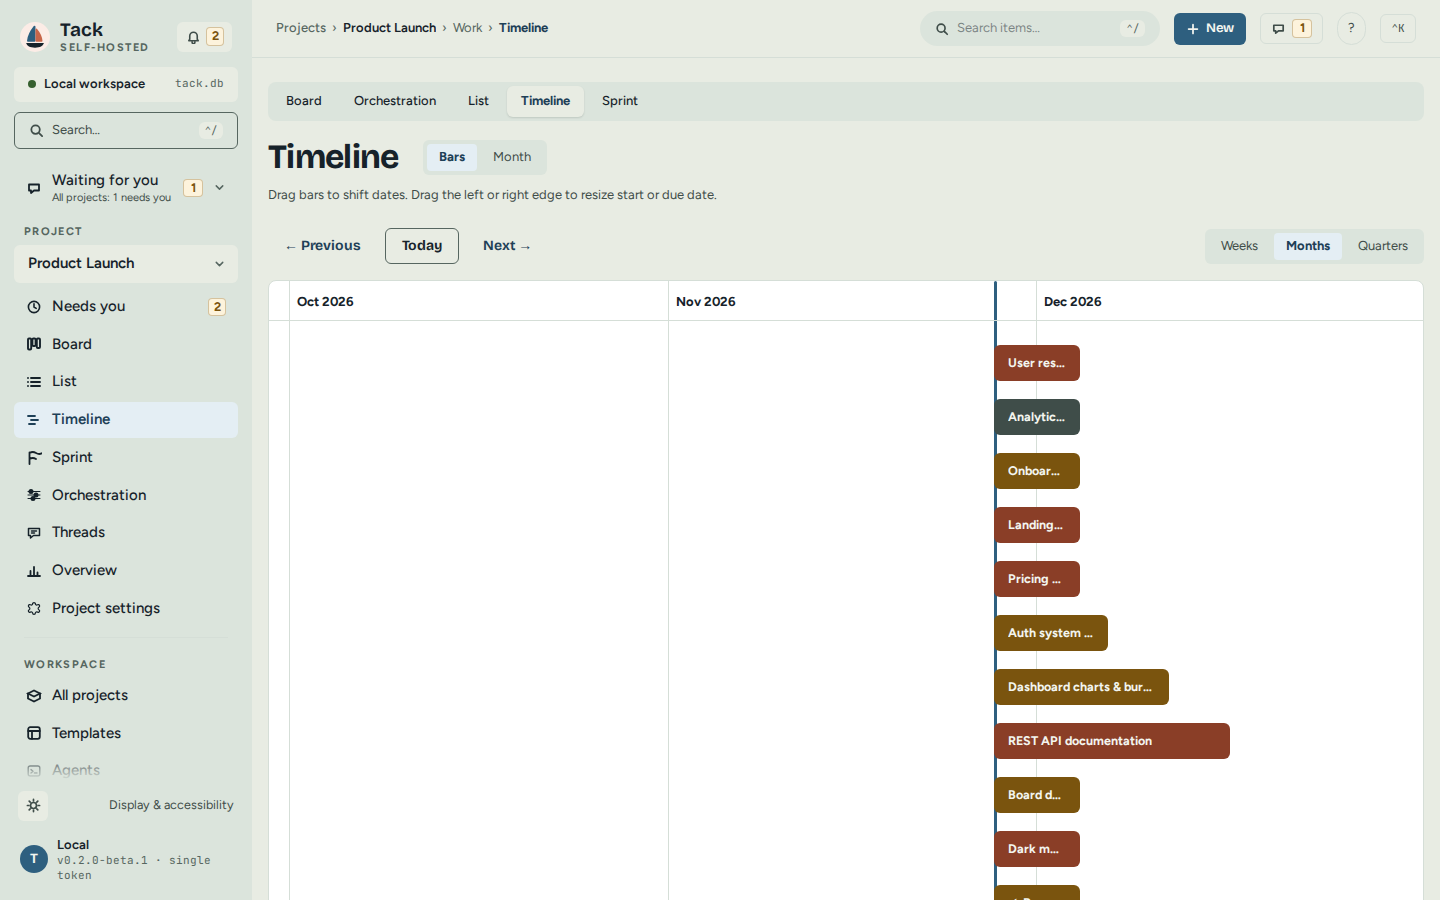 Tack
SELF-HOSTED
2
Local workspace tack.db
Search... ^/
Waiting for you
All projects: 1 needs you
1
PROJECT
Product Launch
Needs you 2
Board
List
Timeline
Sprint
Orchestration
Threads
Overview
Project settings
WORKSPACE
All projects
Templates
Agents
Display & accessibility
T
Local
v0.2.0-beta.1 · single
token
Projects › Product Launch › Work › Timeline
Search items... ^/
+ New
1
?
^K
Board Orchestration List Timeline Sprint
Timeline
Bars Month
Drag bars to shift dates. Drag the left or right edge to resize start or due date.
← Previous Today Next →
Weeks Months Quarters
Oct 2026 Nov 2026 Dec 2026
User res...
Analytic...
Onboar...
Landing...
Pricing ...
Auth system ...
Dashboard charts & bur...
REST API documentation
Board d...
Dark m...